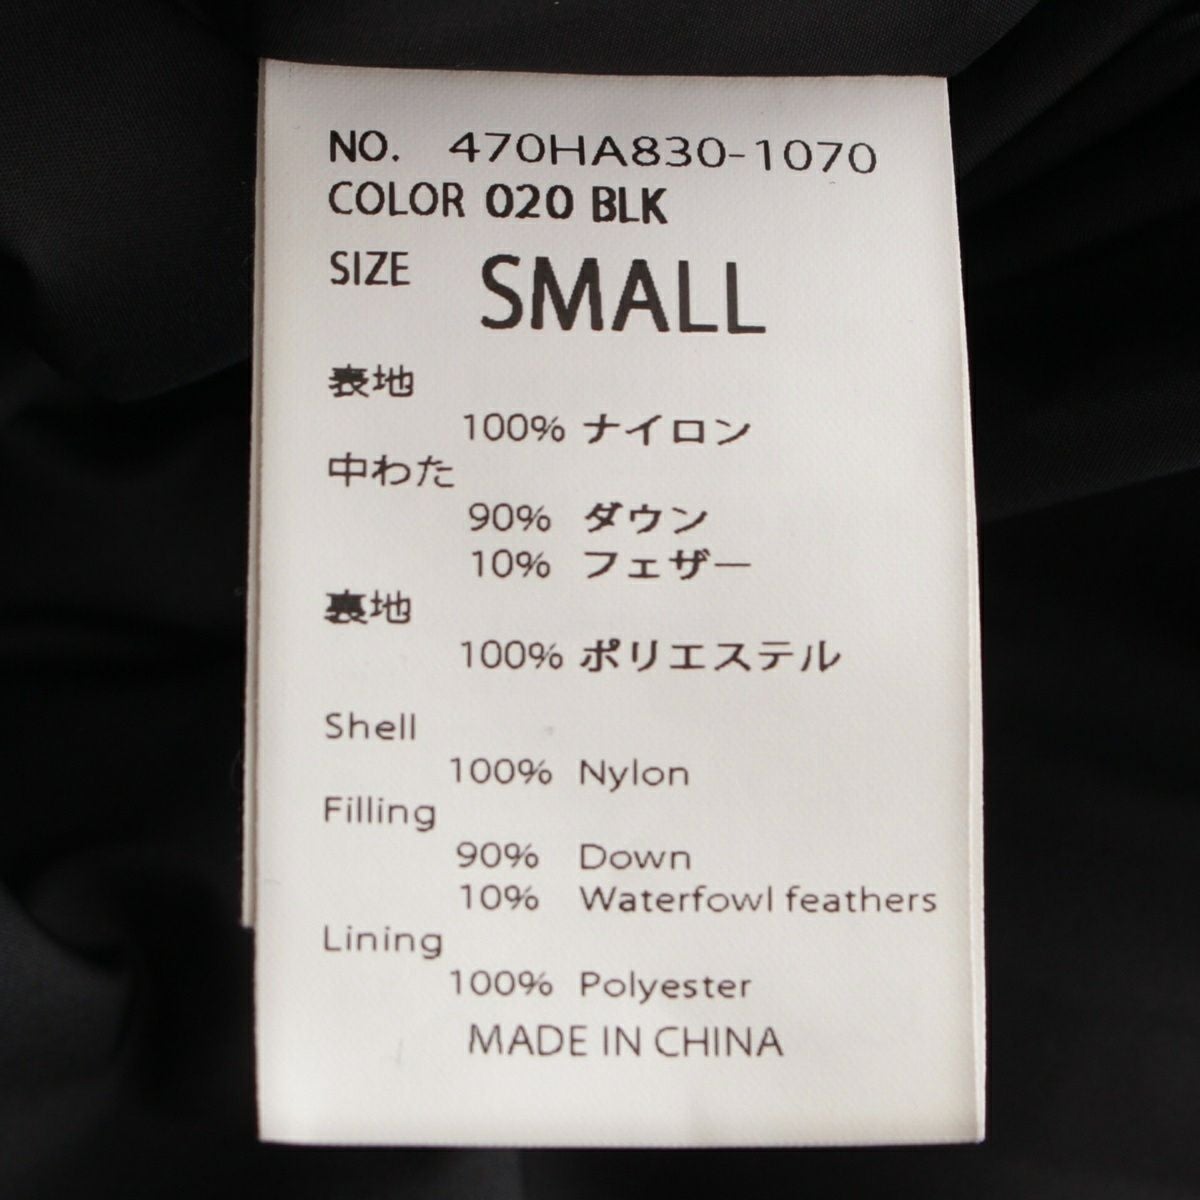 NO. 470HA830-1070
COLOR 020 BLK
SIZE SMALL
表地
100% ナイロン
中わた
90% ダウン
10% フェザー
裏地
100% ポリエステル
Shell
100% Nylon
Filling
90% Down
10% Waterfowl feathers
Lining
100% Polyester
MADE IN CHINA